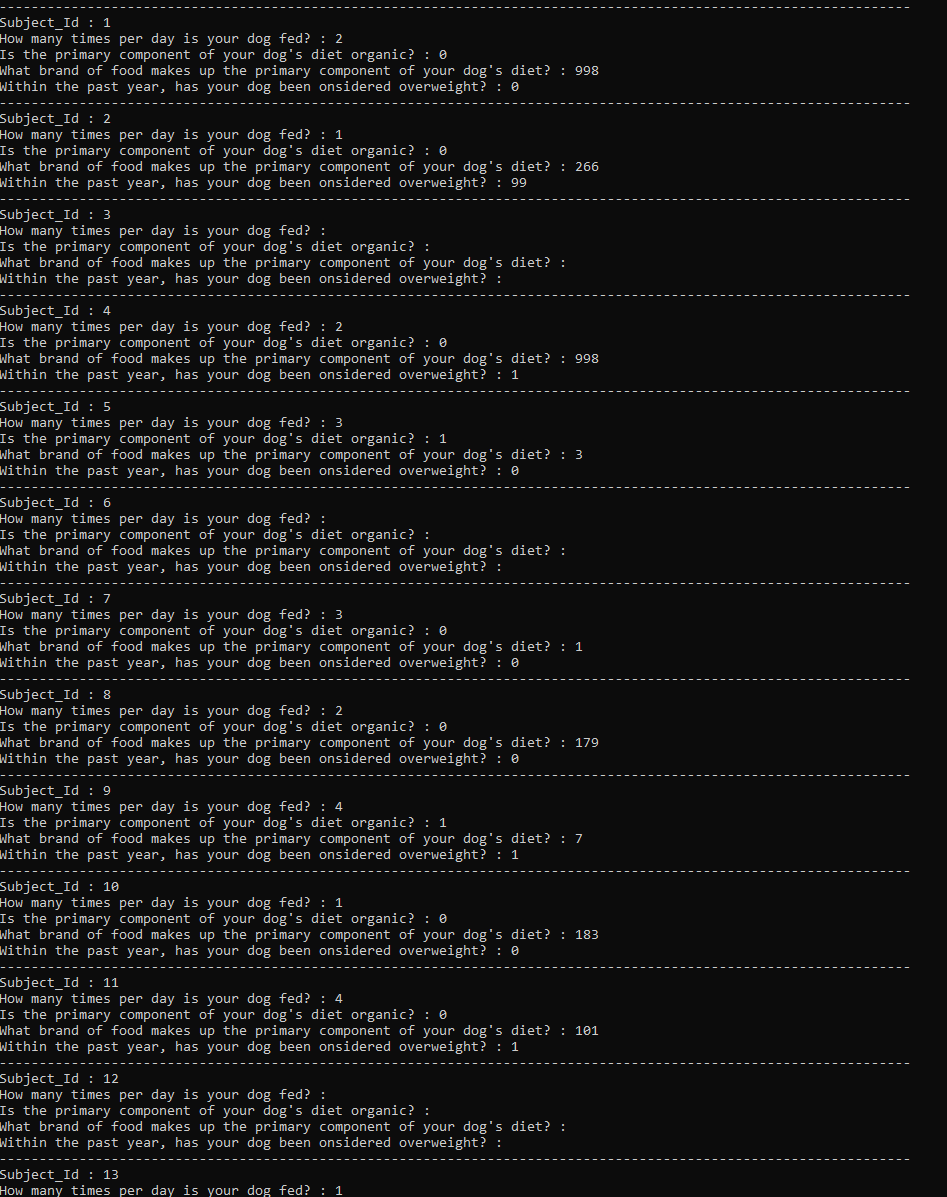 ------------------------------------------------------------------------------------------------------------------
Subject_Id : 1
How many times per day is your dog fed? : 2
Is the primary component of your dog's diet organic? : 0
What brand of food makes up the primary component of your dog's diet? : 998
Within the past year, has your dog been onsidered overweight? : 0
------------------------------------------------------------------------------------------------------------------
Subject_Id : 2
How many times per day is your dog fed? : 1
Is the primary component of your dog's diet organic? : 0
What brand of food makes up the primary component of your dog's diet? : 266
Within the past year, has your dog been onsidered overweight? : 99
------------------------------------------------------------------------------------------------------------------
Subject_Id : 3
How many times per day is your dog fed? :
Is the primary component of your dog's diet organic? :
What brand of food makes up the primary component of your dog's diet? :
Within the past year, has your dog been onsidered overweight? :
------------------------------------------------------------------------------------------------------------------
Subject_Id : 4
How many times per day is your dog fed? : 2
Is the primary component of your dog's diet organic? : 0
What brand of food makes up the primary component of your dog's diet? : 998
Within the past year, has your dog been onsidered overweight? : 1
------------------------------------------------------------------------------------------------------------------
Subject_Id : 5
How many times per day is your dog fed? : 3
Is the primary component of your dog's diet organic? : 1
What brand of food makes up the primary component of your dog's diet? : 3
Within the past year, has your dog been onsidered overweight? : 0
------------------------------------------------------------------------------------------------------------------
Subject_Id : 6
How many times per day is your dog fed? :
Is the primary component of your dog's diet organic? :
What brand of food makes up the primary component of your dog's diet? :
Within the past year, has your dog been onsidered overweight? :
------------------------------------------------------------------------------------------------------------------
Subject_Id : 7
How many times per day is your dog fed? : 3
Is the primary component of your dog's diet organic? : 0
What brand of food makes up the primary component of your dog's diet? : 1
Within the past year, has your dog been onsidered overweight? : 0
------------------------------------------------------------------------------------------------------------------
Subject_Id : 8
How many times per day is your dog fed? : 2
Is the primary component of your dog's diet organic? : 0
What brand of food makes up the primary component of your dog's diet? : 179
Within the past year, has your dog been onsidered overweight? : 0
------------------------------------------------------------------------------------------------------------------
Subject_Id : 9
How many times per day is your dog fed? : 4
Is the primary component of your dog's diet organic? : 1
What brand of food makes up the primary component of your dog's diet? : 7
Within the past year, has your dog been onsidered overweight? : 1
------------------------------------------------------------------------------------------------------------------
Subject_Id : 10
How many times per day is your dog fed? : 1
Is the primary component of your dog's diet organic? : 0
What brand of food makes up the primary component of your dog's diet? : 183
Within the past year, has your dog been onsidered overweight? : 0
------------------------------------------------------------------------------------------------------------------
Subject_Id : 11
How many times per day is your dog fed? : 4
Is the primary component of your dog's diet organic? : 0
What brand of food makes up the primary component of your dog's diet? : 101
Within the past year, has your dog been onsidered overweight? : 1
------------------------------------------------------------------------------------------------------------------
Subject_Id : 12
How many times per day is your dog fed? :
Is the primary component of your dog's diet organic? :
What brand of food makes up the primary component of your dog's diet? :
Within the past year, has your dog been onsidered overweight? :
------------------------------------------------------------------------------------------------------------------
Subject_Id : 13
How many times per day is your dog fed? : 1